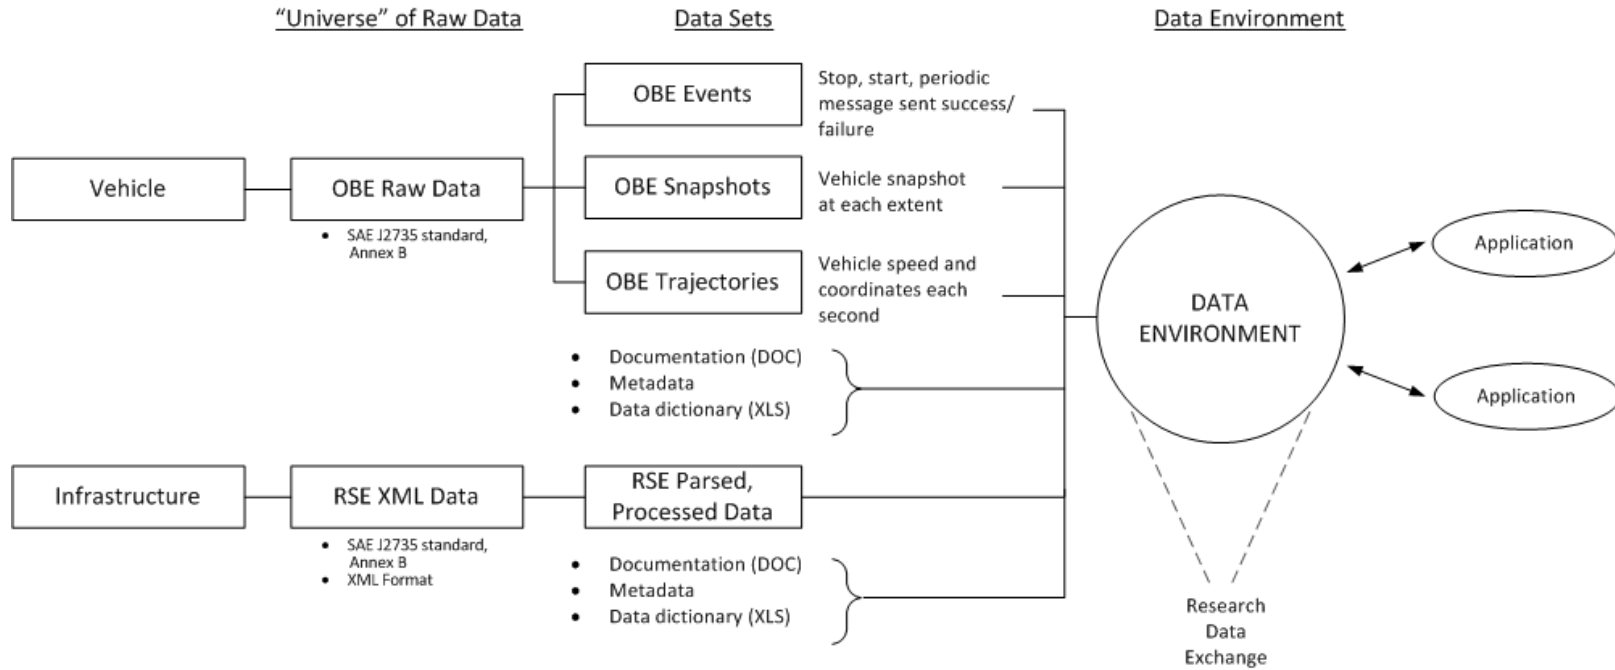 “Universe” of Raw Data
Data Sets
Data Environment
OBE Events
Stop, start, periodic
message sent success/
failure
Vehicle
OBE Raw Data
• SAE J2735 standard,
Annex B
OBE Snapshots
Vehicle snapshot
at each extent
OBE Trajectories
Vehicle speed and
coordinates each
second
• Documentation (DOC)
• Metadata
• Data dictionary (XLS)
Infrastructure
RSE XML Data
• SAE J2735 standard,
Annex B
• XML Format
RSE Parsed,
Processed Data
• Documentation (DOC)
• Metadata
• Data dictionary (XLS)
DATA
ENVIRONMENT
Application
Application
Research
Data
Exchange